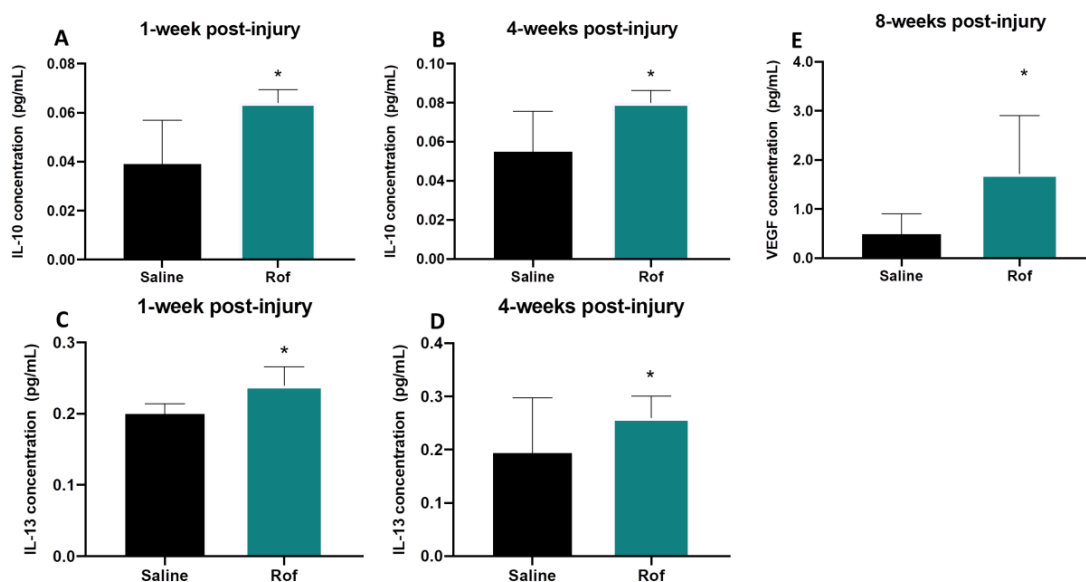 A
1-week post-injury
IL-10 concentration (pg/mL)
0.08
0.06
0.04
0.02
0.00
*
Saline
Rof
B
4-weeks post-injury
IL-10 concentration (pg/mL)
0.10
0.08
0.06
0.04
0.02
0.00
*
Saline
Rof
E
8-weeks post-injury
VEGF concentration (pg/mL)
4.0
3.0
2.0
1.0
0.0
*
Saline
Rof
C
1-week post-injury
IL-13 concentration (pg/mL)
0.3
0.2
0.1
0.0
*
Saline
Rof
D
4-weeks post-injury
IL-13 concentration (pg/mL)
0.4
0.3
0.2
0.1
0.0
*
Saline
Rof